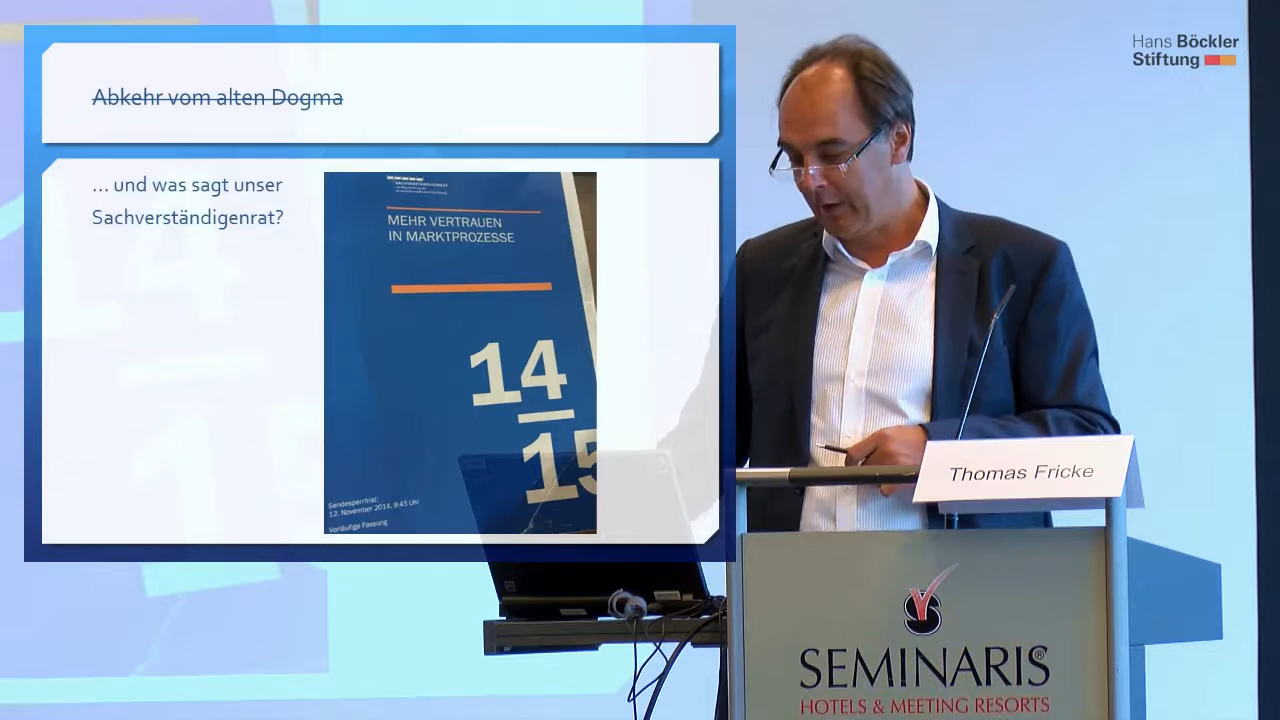 Abkehr vom alten Dogma
... und was sagt unser
Sachverständigenrat?
SACHVERSTÄNDIGENRAT
MEHR VERTRAUEN
IN MARKTPROZESSE
14
15
Sendesperrfrist:
12. November 2014, 9:45 Uhr
Vorläufige Fassung
Hans Böckler
Stiftung
Thomas Fricke
SEMINARIS®
HOTELS & MEETING RESORTS